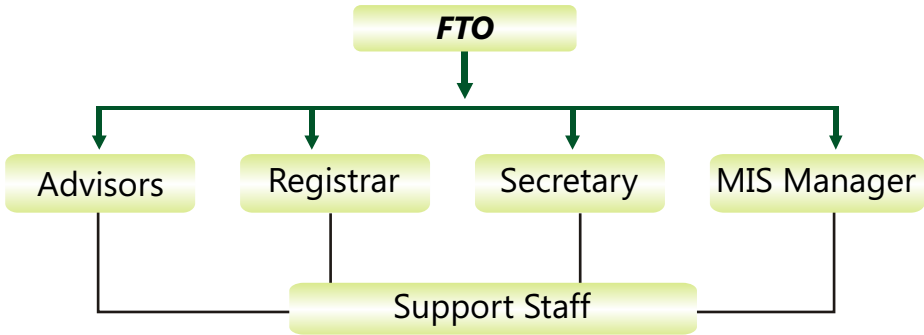 FTO
Advisors
Registrar
Secretary
MIS Manager
Support Staff